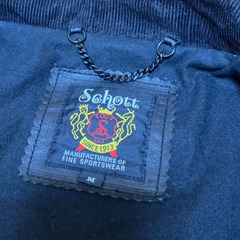 Schott
S
SINCE 1913
MANUFACTURERS OF
FINE SPORTSWEAR
M